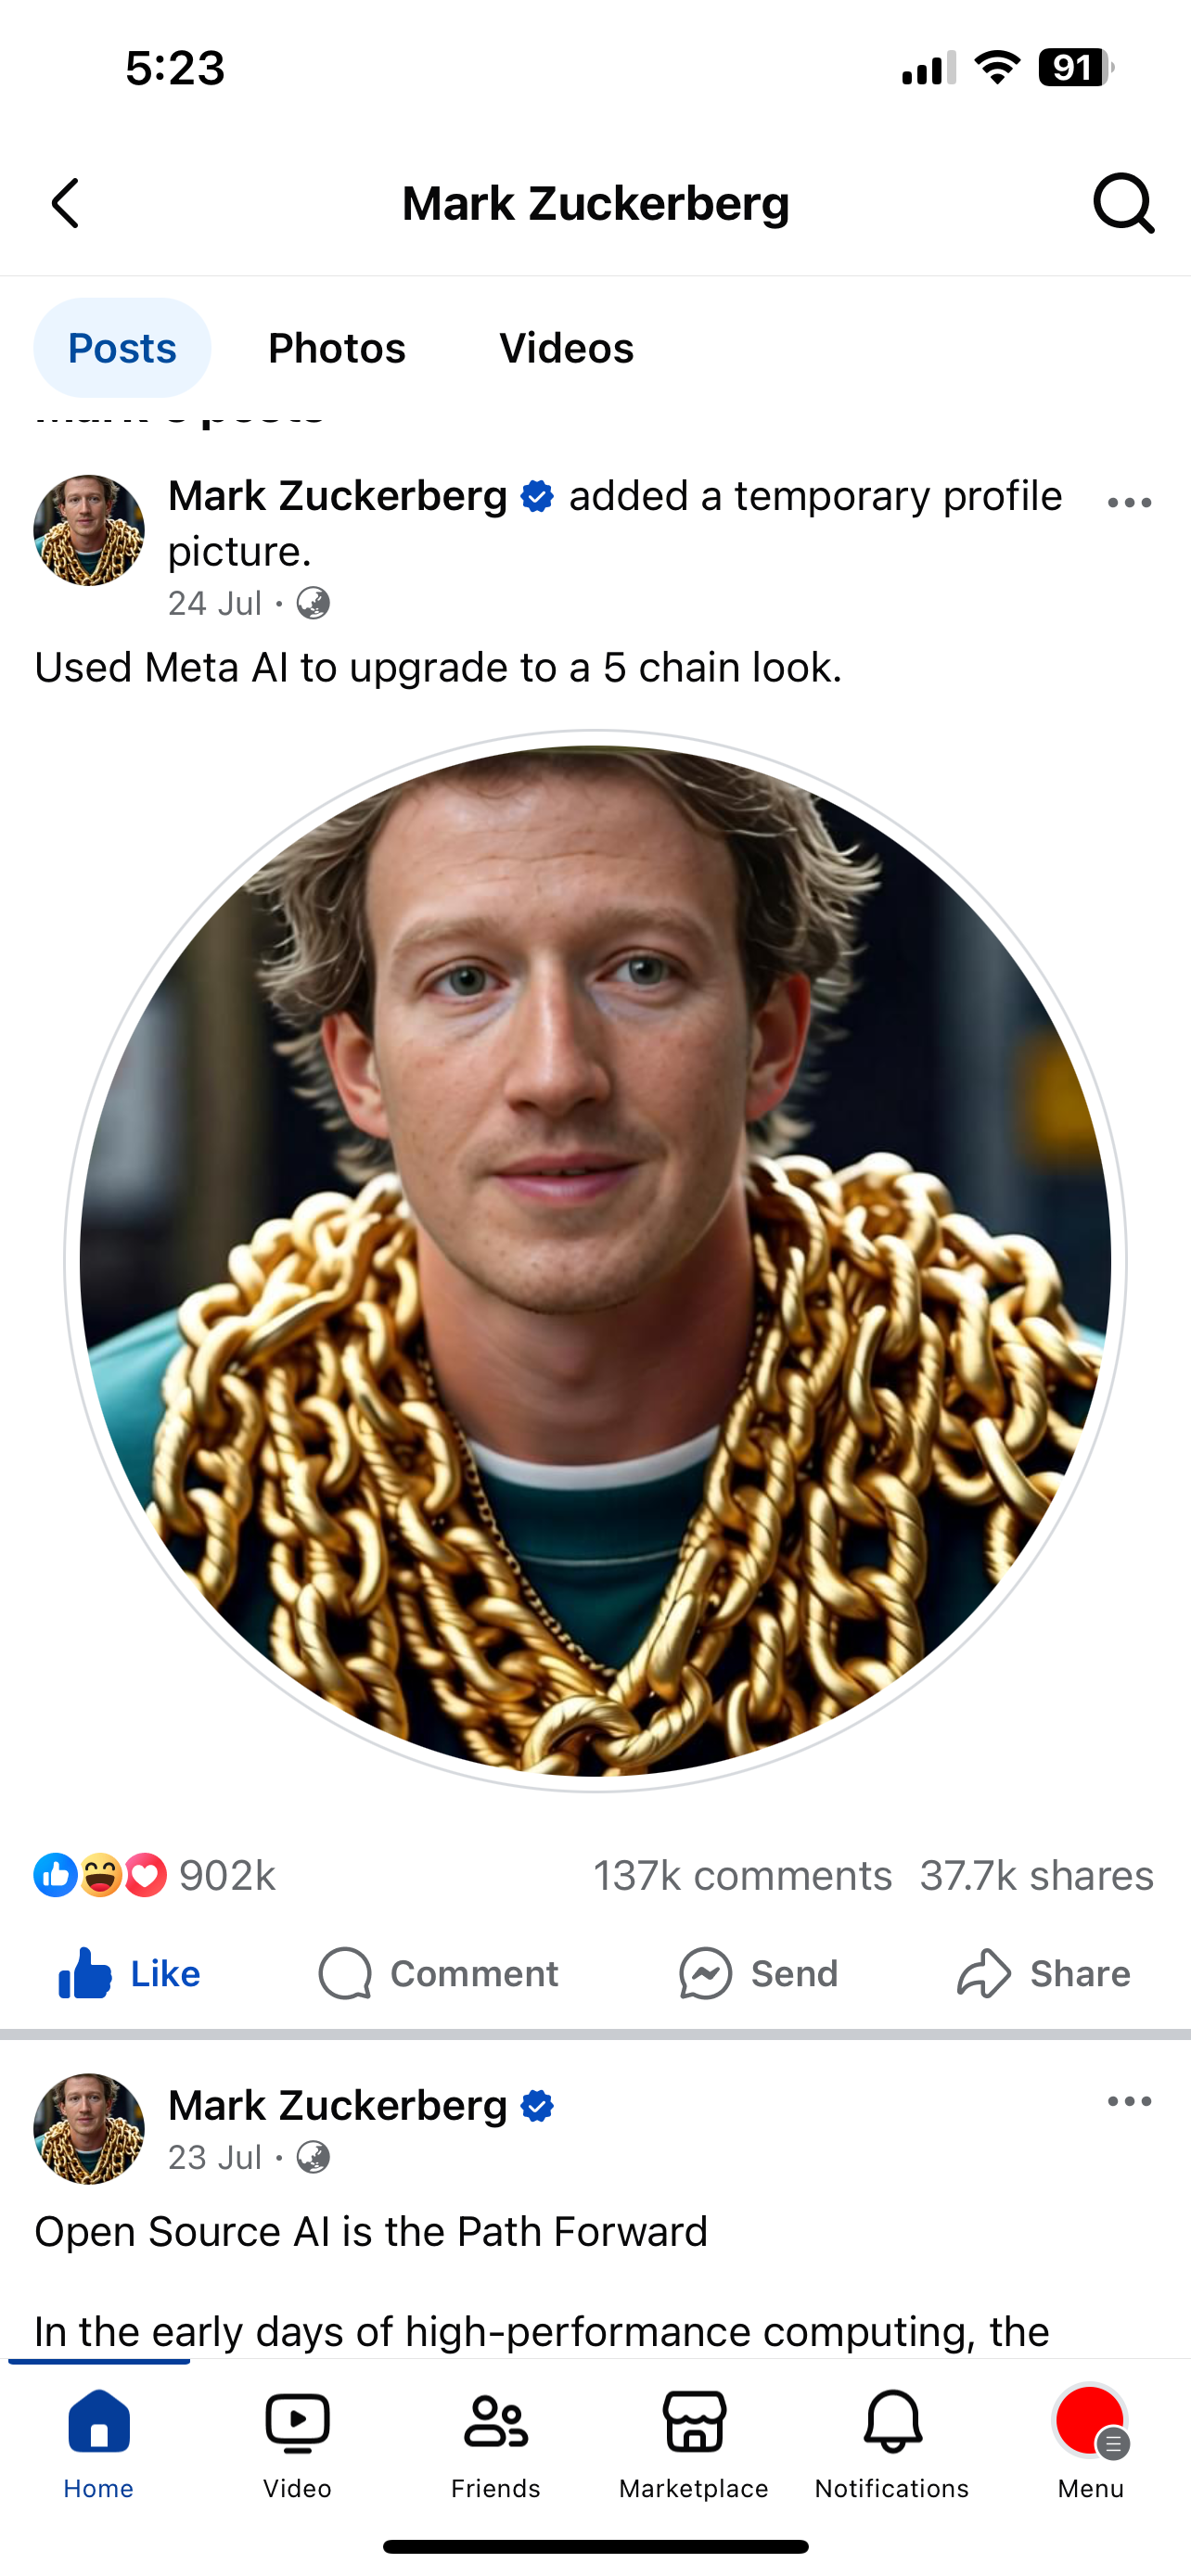 5:23
91
Mark Zuckerberg
Posts Photos Videos
Mark Zuckerberg added a temporary profile
picture.
24 Jul ·
Used Meta AI to upgrade to a 5 chain look.
902k 137k comments 37.7k shares
Like Comment Send Share
Mark Zuckerberg
23 Jul ·
Open Source AI is the Path Forward
In the early days of high-performance computing, the
Home Video Friends Marketplace Notifications Menu